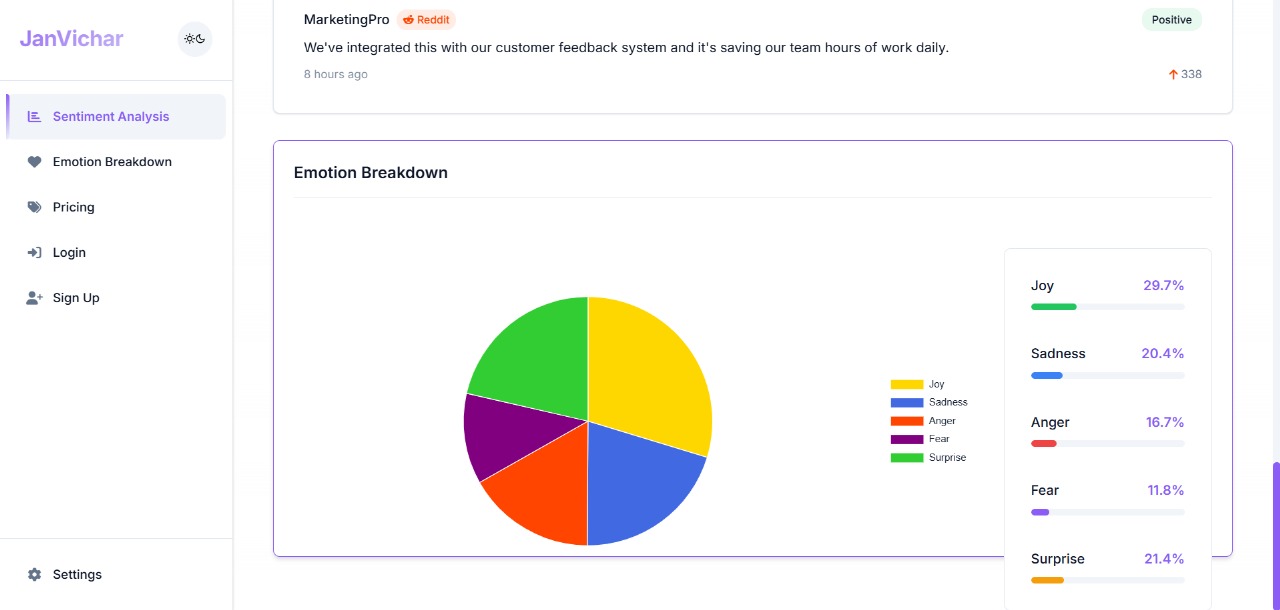 JanVichar
Sentiment Analysis
Emotion Breakdown
Pricing
Login
Sign Up
Settings
MarketingPro Reddit Positive
We've integrated this with our customer feedback system and it's saving our team hours of work daily.
8 hours ago 338
Emotion Breakdown
Joy
Sadness
Anger
Fear
Surprise
Joy 29.7%
Sadness 20.4%
Anger 16.7%
Fear 11.8%
Surprise 21.4%